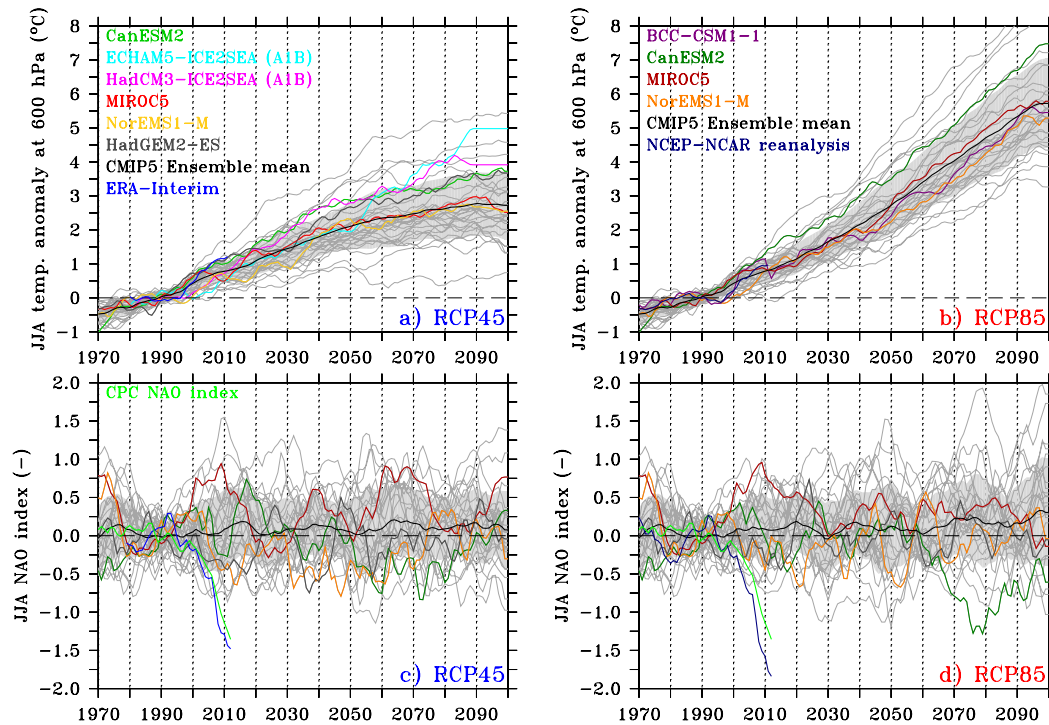 JJA temp. anomaly at 600 hPa (°C)
8
7
6
5
4
3
2
1
0
−1
CanESM2
ECHAM5−ICE2SEA (A1B)
HadCM3−ICE2SEA (A1B)
MIROC5
NorEMS1−M
HadGEM2−ES
CMIP5 Ensemble mean
ERA−Interim
a) RCP45
1970 1990 2010 2030 2050 2070 2090
JJA temp. anomaly at 600 hPa (°C)
8
7
6
5
4
3
2
1
0
−1
BCC−CSM1−1
CanESM2
MIROC5
NorEMS1−M
CMIP5 Ensemble mean
NCEP−NCAR reanalysis
b) RCP85
1970 1990 2010 2030 2050 2070 2090
JJA NAO index (−)
2.0
1.5
1.0
0.5
0.0
−0.5
−1.0
−1.5
−2.0
CPC NAO index
c) RCP45
1970 1990 2010 2030 2050 2070 2090
JJA NAO index (−)
2.0
1.5
1.0
0.5
0.0
−0.5
−1.0
−1.5
−2.0
d) RCP85
1970 1990 2010 2030 2050 2070 2090